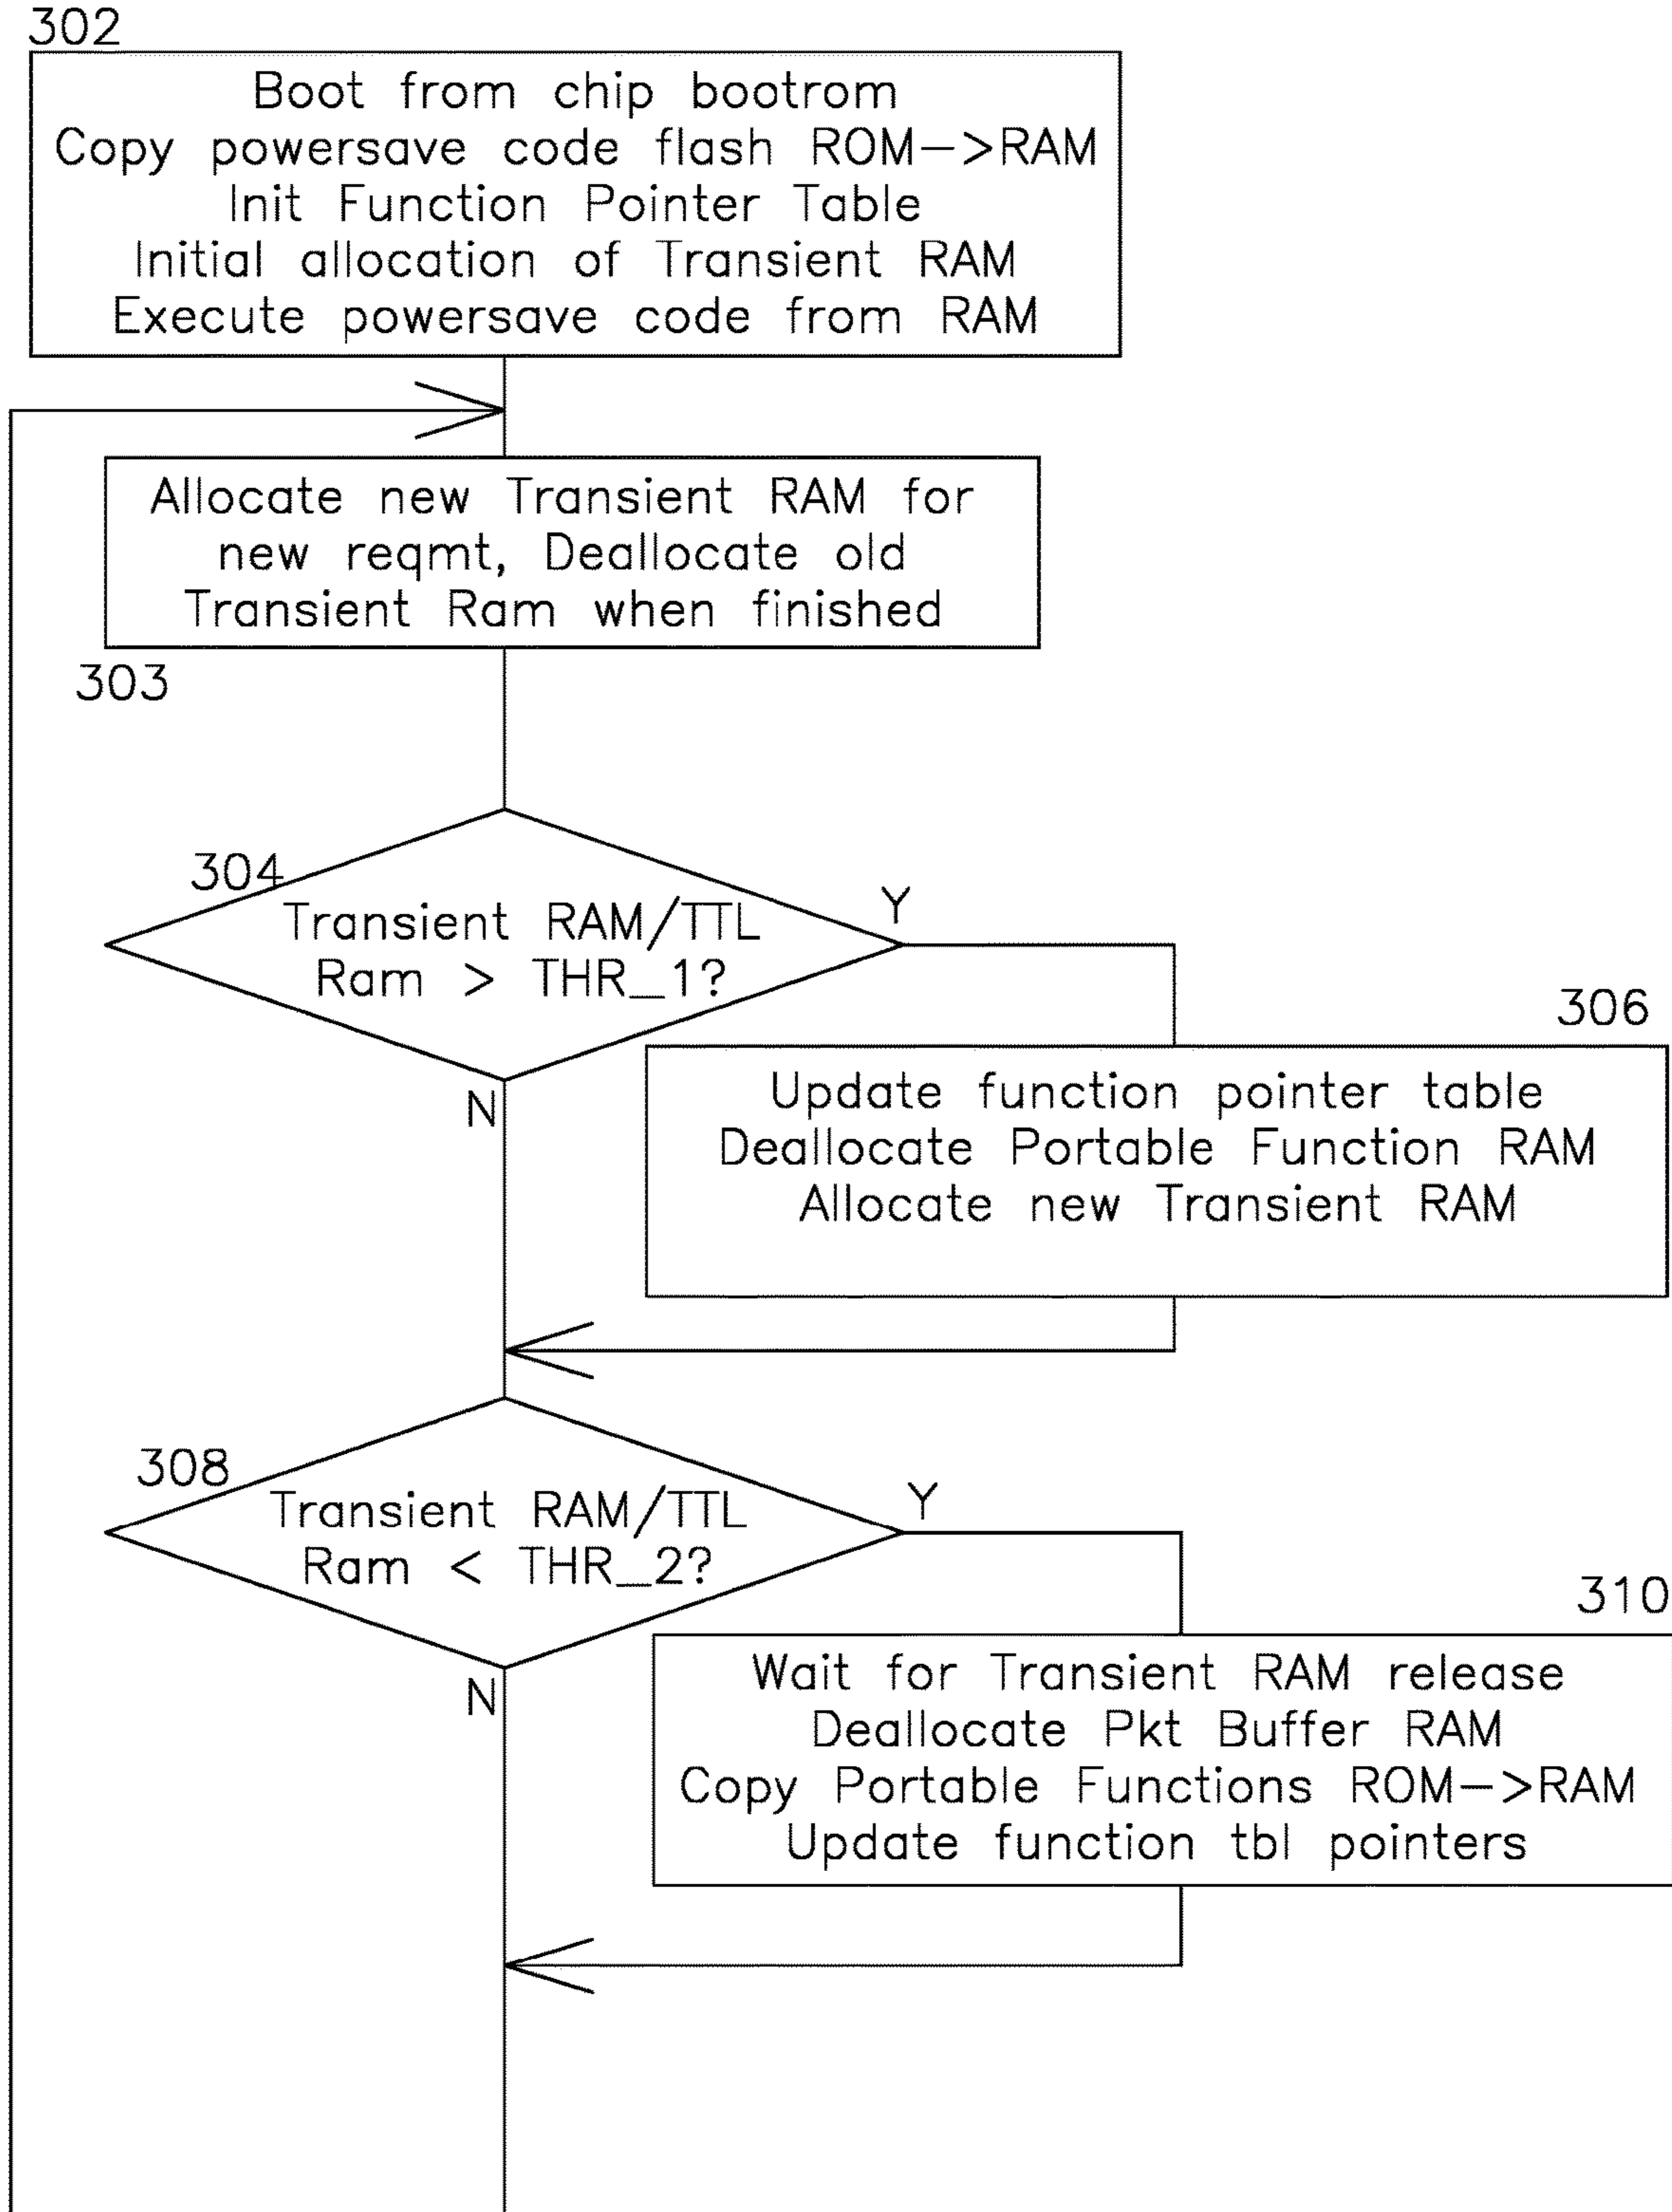 302
Boot from chip bootrom
Copy powersave code flash ROM->RAM
Init Function Pointer Table
Initial allocation of Transient RAM
Execute powersave code from RAM
Allocate new Transient RAM for
new reqmt, Deallocate old
Transient Ram when finished
303
304
Transient RAM/TTL
Ram > THR_1?
Y
N
306
Update function pointer table
Deallocate Portable Function RAM
Allocate new Transient RAM
308
Transient RAM/TTL
Ram < THR_2?
Y
N
310
Wait for Transient RAM release
Deallocate Pkt Buffer RAM
Copy Portable Functions ROM->RAM
Update function tbl pointers